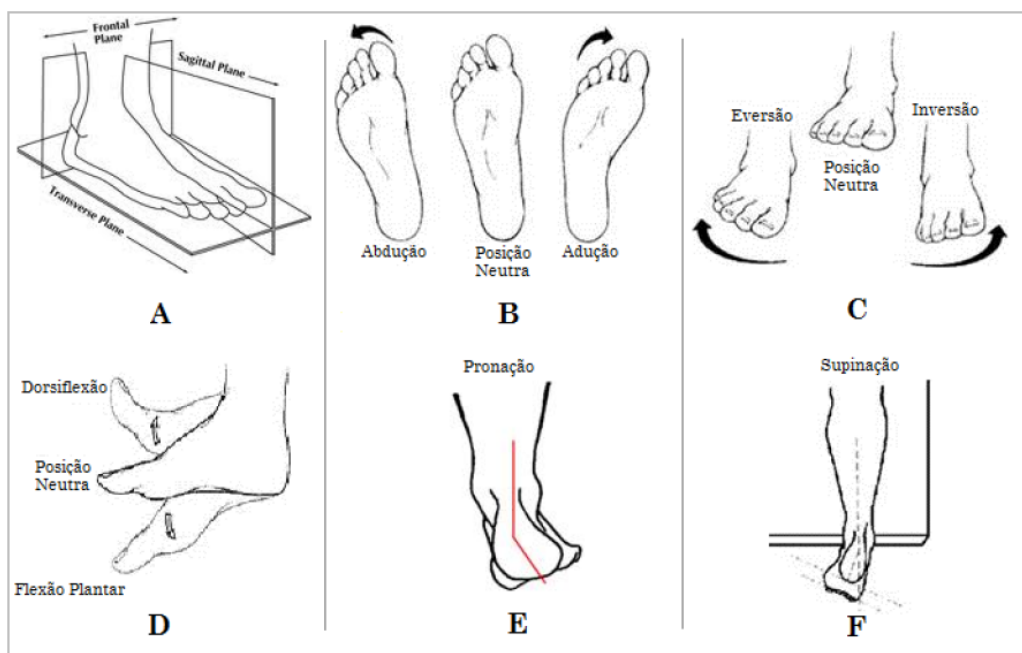 Frontal
Plane
Sagittal Plane
Transverse Plane
A
Abdução
Posição
Neutra
Adução
B
Eversão
Posição
Neutra
Inversão
C
Dorsiflexão
Posição
Neutra
Flexão Plantar
D
Pronação
E
Supinação
F